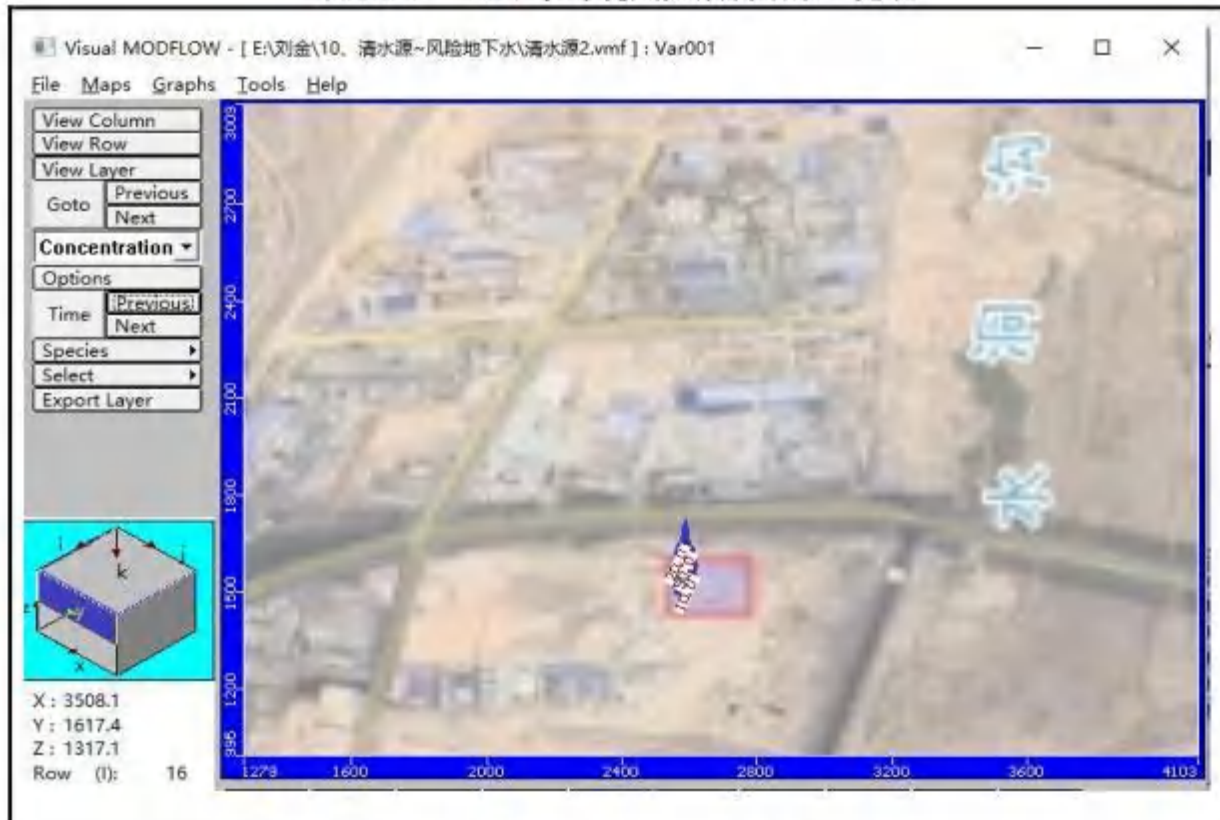 Visual MODFLOW - [ E:\刘金\10、清水源~风险地下水\清水源2.vmf ] : Var001
File Maps Graphs Tools Help
View Column
View Row
View Layer
Goto
Previous
Next
Concentration
Options
Time
Previous
Next
Species
Select
Export Layer
i
j
k
x
X : 3508.1
Y : 1617.4
Z : 1317.1
Row (I): 16
3003
2700
2400
2100
1800
1500
1200
1279 1600 2000 2400 2800 3200 3600 4103
水